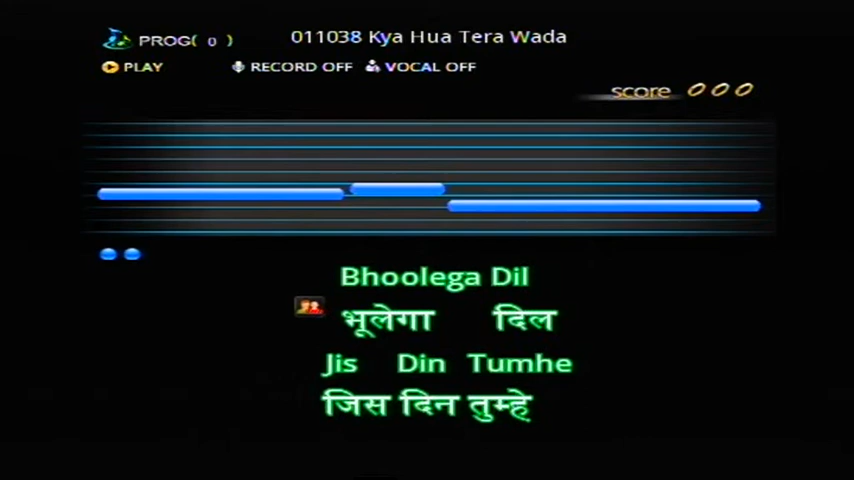 PROG( 0 ) 011038 Kya Hua Tera Wada
PLAY RECORD OFF VOCAL OFF
score 000
Bhoolega Dil
भूलेगा दिल
Jis Din Tumhe
जिस दिन तुम्हे